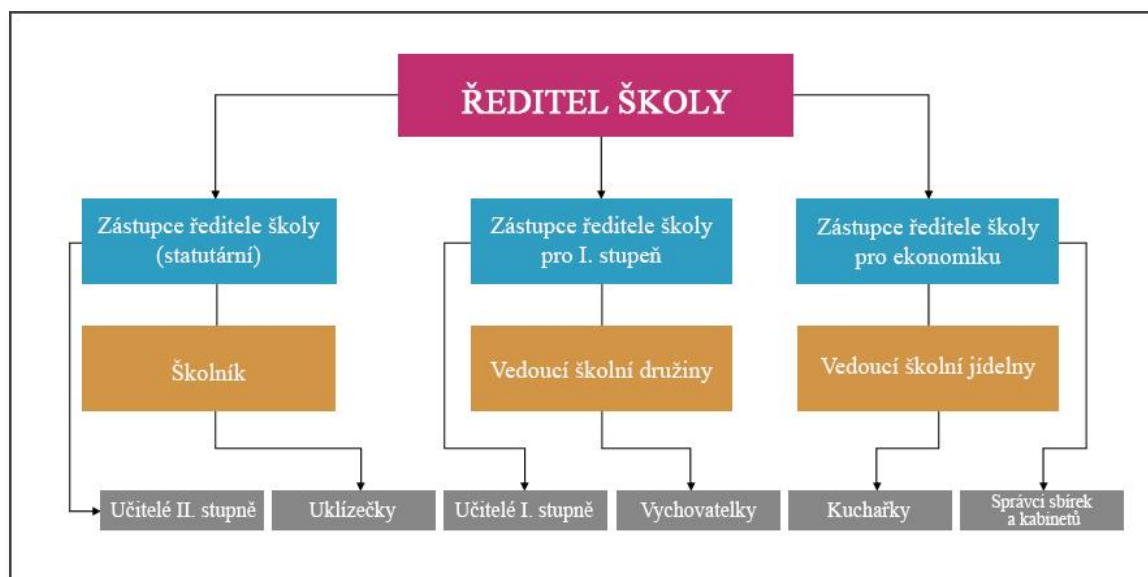 ŘEDITEL ŠKOLY
Zástupce ředitele školy
(statutární)
Zástupce ředitele školy
pro I. stupeň
Zástupce ředitele školy
pro ekonomiku
Školník
Vedoucí školní družiny
Vedoucí školní jídelny
Učitelé II. stupně
Uklízečky
Učitelé I. stupně
Vychovatelky
Kuchařky
Správci sbírek
a kabinetů